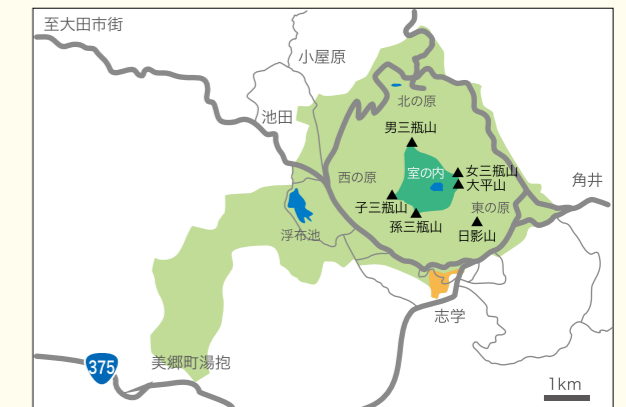 至大田市街
小屋原
北の原
池田
男三瓶山
西の原
室の内
女三瓶山
大平山
角井
子三瓶山
東の原
孫三瓶山
日影山
浮布池
志学
375
美郷町湯抱
1km